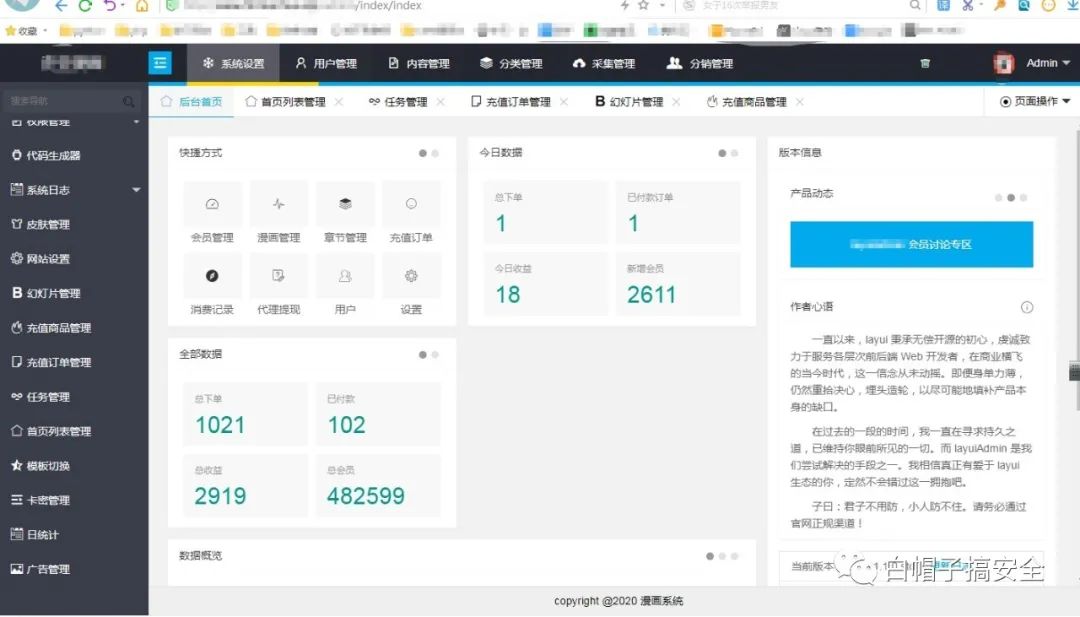 /index/index
女子16次举报男友
收藏
系统设置
用户管理
内容管理
分类管理
采集管理
分销管理
Admin
搜索导航
后台首页
首页列表管理
任务管理
充值订单管理
B 幻灯片管理
充值商品管理
页面操作
权限管理
代码生成器
系统日志
皮肤管理
网站设置
B 幻灯片管理
充值商品管理
充值订单管理
任务管理
首页列表管理
模板切换
卡密管理
日统计
广告管理
快捷方式
会员管理
漫画管理
章节管理
充值订单
消费记录
代理提现
用户
设置
今日数据
总下单
1
已付款订单
1
今日收益
18
新增会员
2611
全部数据
总下单
1021
已付款
102
总收益
2919
总会员
482599
数据概览
版本信息
产品动态
会员讨论专区
作者心语
一直以来，layui 秉承无偿开源的初心，虔诚致
力于服务各层次前后端 Web 开发者，在商业横飞
的当今时代，这一信念从未动摇。即便身单力薄，
仍然重拾决心，埋头造轮，以尽可能地填补产品本
身的缺口。
在过去的一段的时间，我一直在寻求持久之
道，已维持你眼前所见的一切。而 layuiAdmin 是我
们尝试解决的手段之一。我相信真正有爱于 layui
生态的你，定然不会错过这一拥抱吧。
子曰：君子不用防，小人防不住。请务必通过
官网正规渠道！
当前版本
白帽子搞安全
copyright @2020 漫画系统